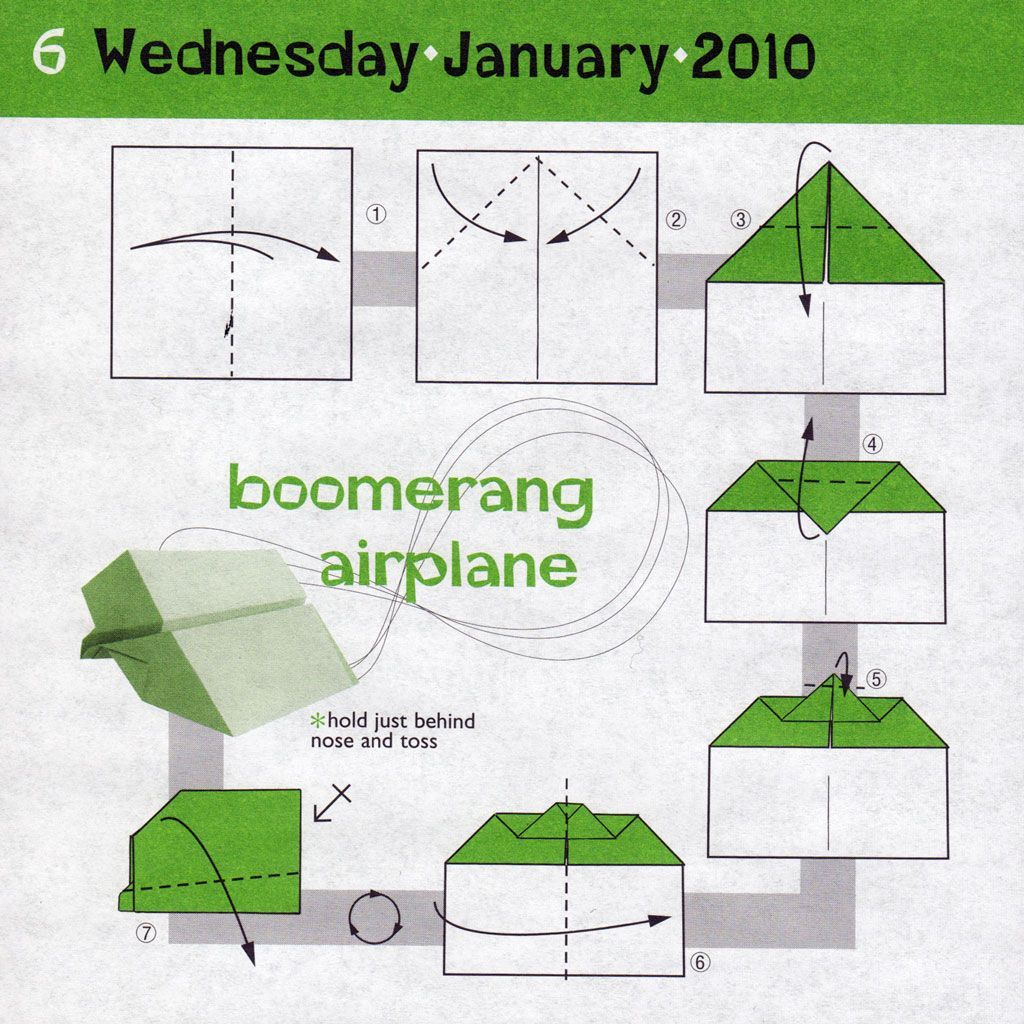 6 Wednesday • January • 2010
1
2
3
4
boomerang
airplane
5
*hold just behind
nose and toss
7
6